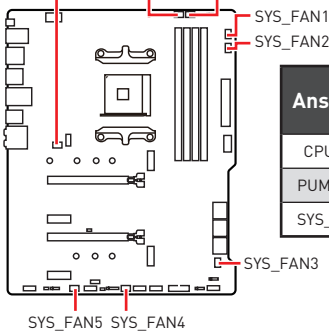 SYS_FAN1
SYS_FAN2
Ans
CPU
PUM
SYS_
SYS_FAN3
SYS_FAN5 SYS_FAN4